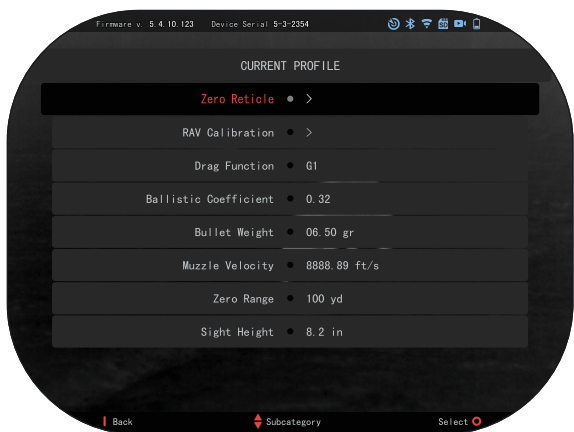 Firmware v. 5.4.10.123 Device Serial 5-3-2354 SD
CURRENT PROFILE
Zero Reticle >
RAV Calibration >
Drag Function G1
Ballistic Coefficient 0.32
Bullet Weight 06.50 gr
Muzzle Velocity 8888.89 ft/s
Zero Range 100 yd
Sight Height 8.2 in
Back Subcategory Select